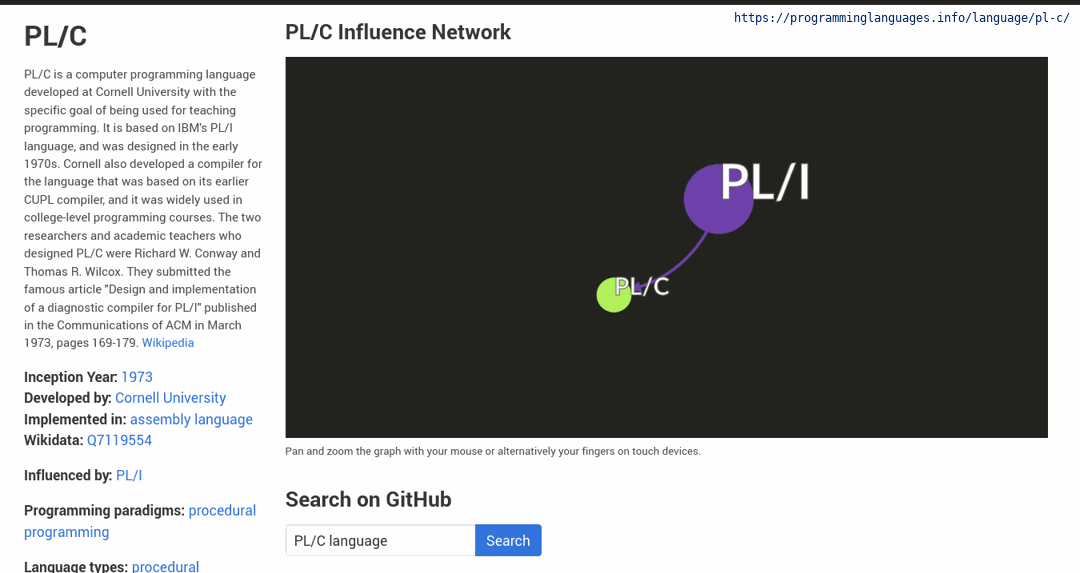 https://programminglanguages.info/language/pl-c/
PL/C
PL/C is a computer programming language
developed at Cornell University with the
specific goal of being used for teaching
programming. It is based on IBM's PL/I
language, and was designed in the early
1970s. Cornell also developed a compiler for
the language that was based on its earlier
CUPL compiler, and it was widely used in
college-level programming courses. The two
researchers and academic teachers who
designed PL/C were Richard W. Conway and
Thomas R. Wilcox. They submitted the
famous article "Design and implementation
of a diagnostic compiler for PL/I" published
in the Communications of ACM in March
1973, pages 169-179. Wikipedia
Inception Year: 1973
Developed by: Cornell University
Implemented in: assembly language
Wikidata: Q7119554
Influenced by: PL/I
Programming paradigms: procedural
programming
Language types: procedural
PL/C Influence Network
PL/I
PL/C
Pan and zoom the graph with your mouse or alternatively your fingers on touch devices.
Search on GitHub
PL/C language
Search